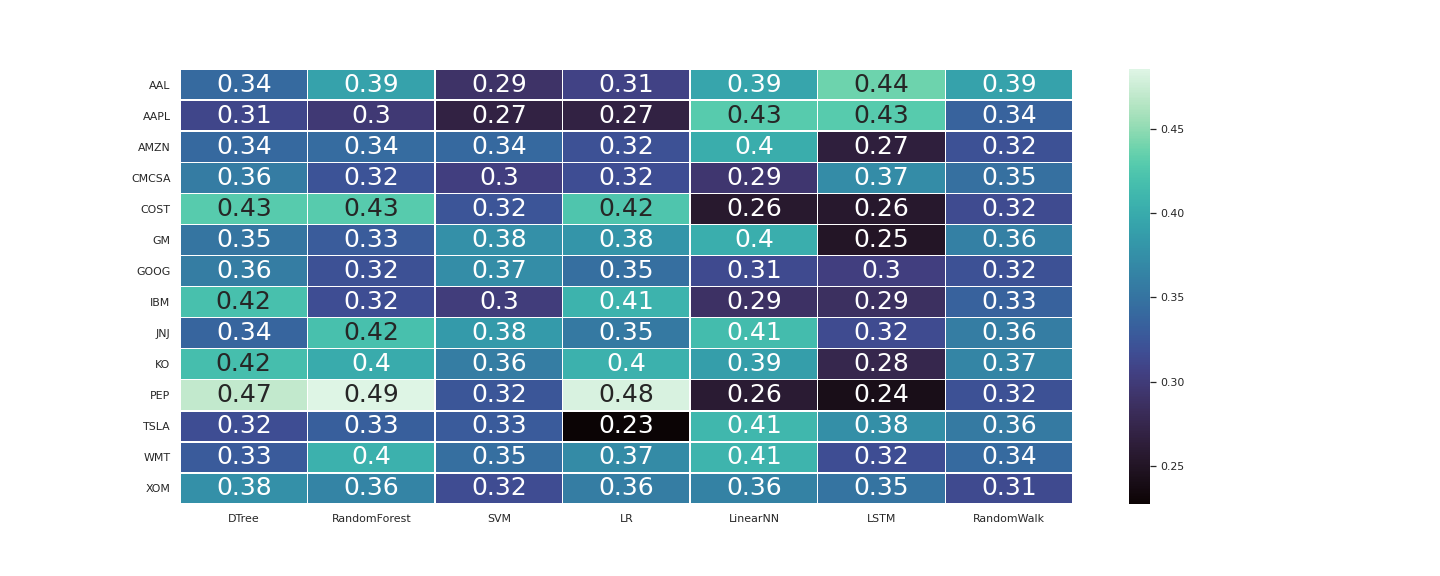 AAL 0.34 0.39 0.29 0.31 0.39 0.44 0.39
AAPL 0.31 0.3 0.27 0.27 0.43 0.43 0.34
0.45
AMZN 0.34 0.34 0.34 0.32 0.4 0.27 0.32
CMCSA 0.36 0.32 0.3 0.32 0.29 0.37 0.35
COST 0.43 0.43 0.32 0.42 0.26 0.26 0.32
0.40
GM 0.35 0.33 0.38 0.38 0.4 0.25 0.36
GOOG 0.36 0.32 0.37 0.35 0.31 0.3 0.32
0.35
IBM 0.42 0.32 0.3 0.41 0.29 0.29 0.33
JNJ 0.34 0.42 0.38 0.35 0.41 0.32 0.36
KO 0.42 0.4 0.36 0.4 0.39 0.28 0.37
0.30
PEP 0.47 0.49 0.32 0.48 0.26 0.24 0.32
TSLA 0.32 0.33 0.33 0.23 0.41 0.38 0.36
WMT 0.33 0.4 0.35 0.37 0.41 0.32 0.34
0.25
XOM 0.38 0.36 0.32 0.36 0.36 0.35 0.31
DTree RandomForest SVM LR LinearNN LSTM RandomWalk